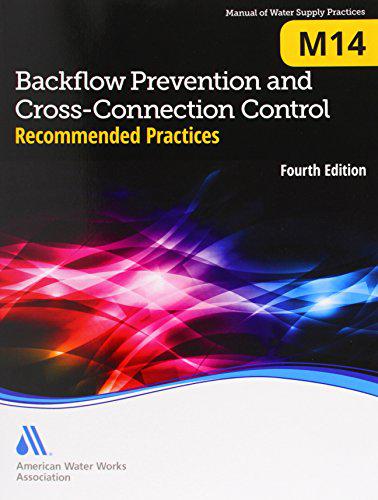 Manual of Water Supply Practices
M14
Backflow Prevention and
Cross-Connection Control
Recommended Practices
Fourth Edition
American Water Works
Association